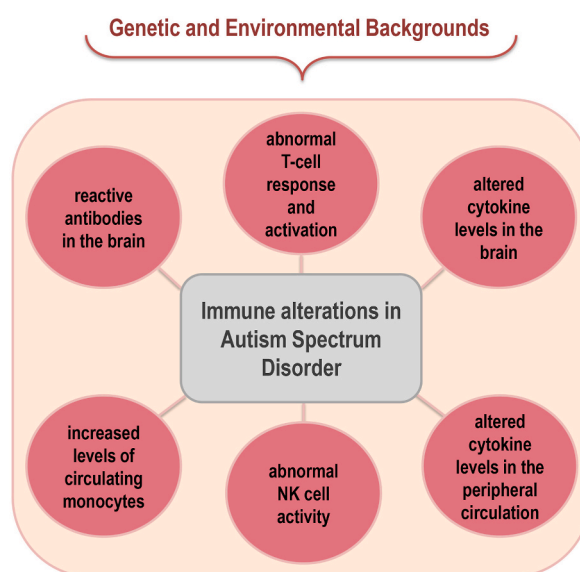 Genetic and Environmental Backgrounds
abnormal
T-cell
response
and
activation
reactive
antibodies
in the brain
altered
cytokine
levels in the
brain
Immune alterations in
Autism Spectrum
Disorder
increased
levels of
circulating
monocytes
abnormal
NK cell
activity
altered
cytokine
levels in the
peripheral
circulation